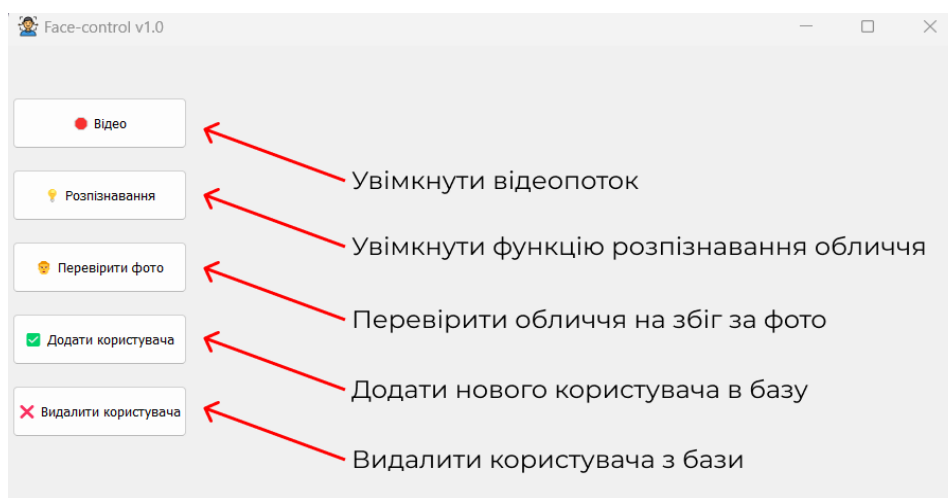 Face-control v1.0
Відео
Увімкнути відеопоток
Розпізнавання
Увімкнути функцію розпізнавання обличчя
Перевірити фото
Перевірити обличчя на збіг за фото
Додати користувача
Додати нового користувача в базу
Видалити користувача
Видалити користувача з бази